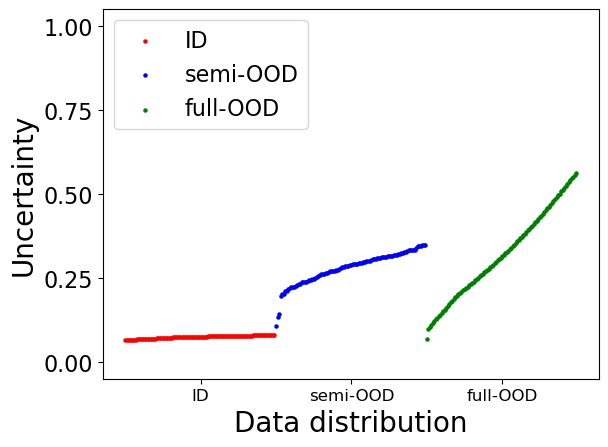 1.00
0.75
0.50
0.25
0.00
Uncertainty
ID
semi-OOD
full-OOD
ID semi-OOD full-OOD
Data distribution